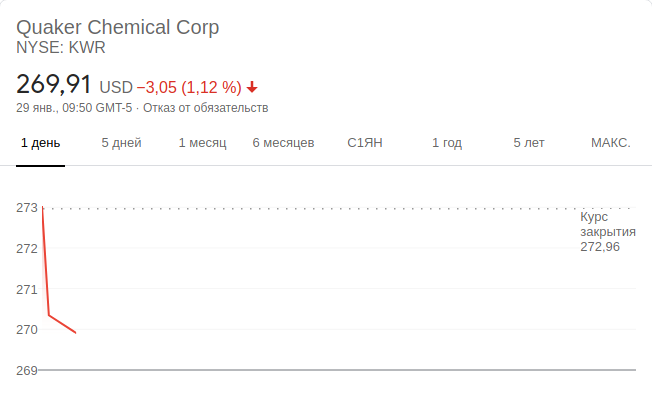 Quaker Chemical Corp
NYSE: KWR
269,91 USD −3,05 (1,12 %)
29 янв., 09:50 GMT-5 · Отказ от обязательств
1 день 5 дней 1 месяц 6 месяцев С1ЯН 1 год 5 лет МАКС.
273
Курс
закрытия
272,96
272
271
270
269